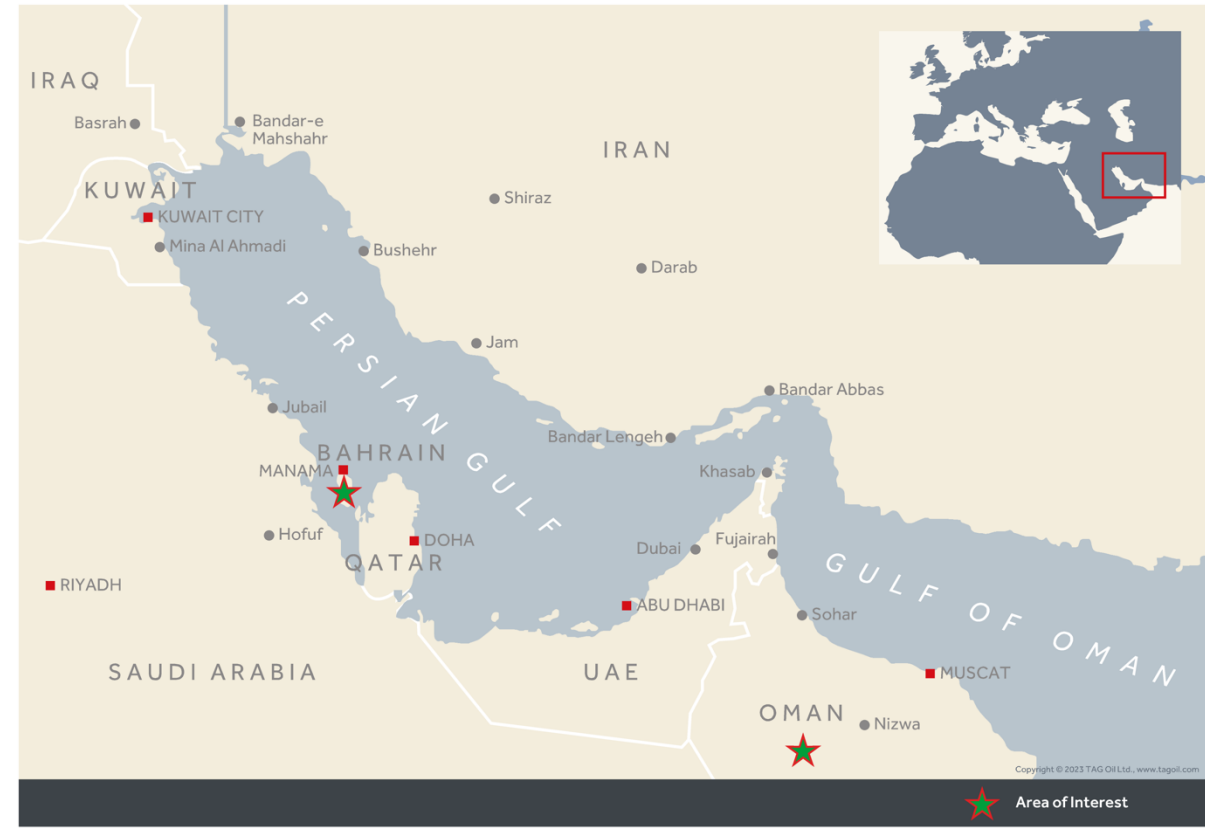 IRAQ
Basrah
Bandar-e
Mahshahr
IRAN
KUWAIT
Shiraz
KUWAIT CITY
Mina Al Ahmadi
Bushehr
Darab
PERSIAN GULF
Jam
Bandar Abbas
Jubail
Bandar Lengeh
BAHRAIN
MANAMA
Khasab
Hofuf
DOHA
Fujairah
Dubai
QATAR
GULF OF OMAN
RIYADH
ABU DHABI
Sohar
SAUDI ARABIA
UAE
MUSCAT
OMAN
Nizwa
Copyright © 2023 TAG Oil Ltd., www.tagoil.com
Area of Interest